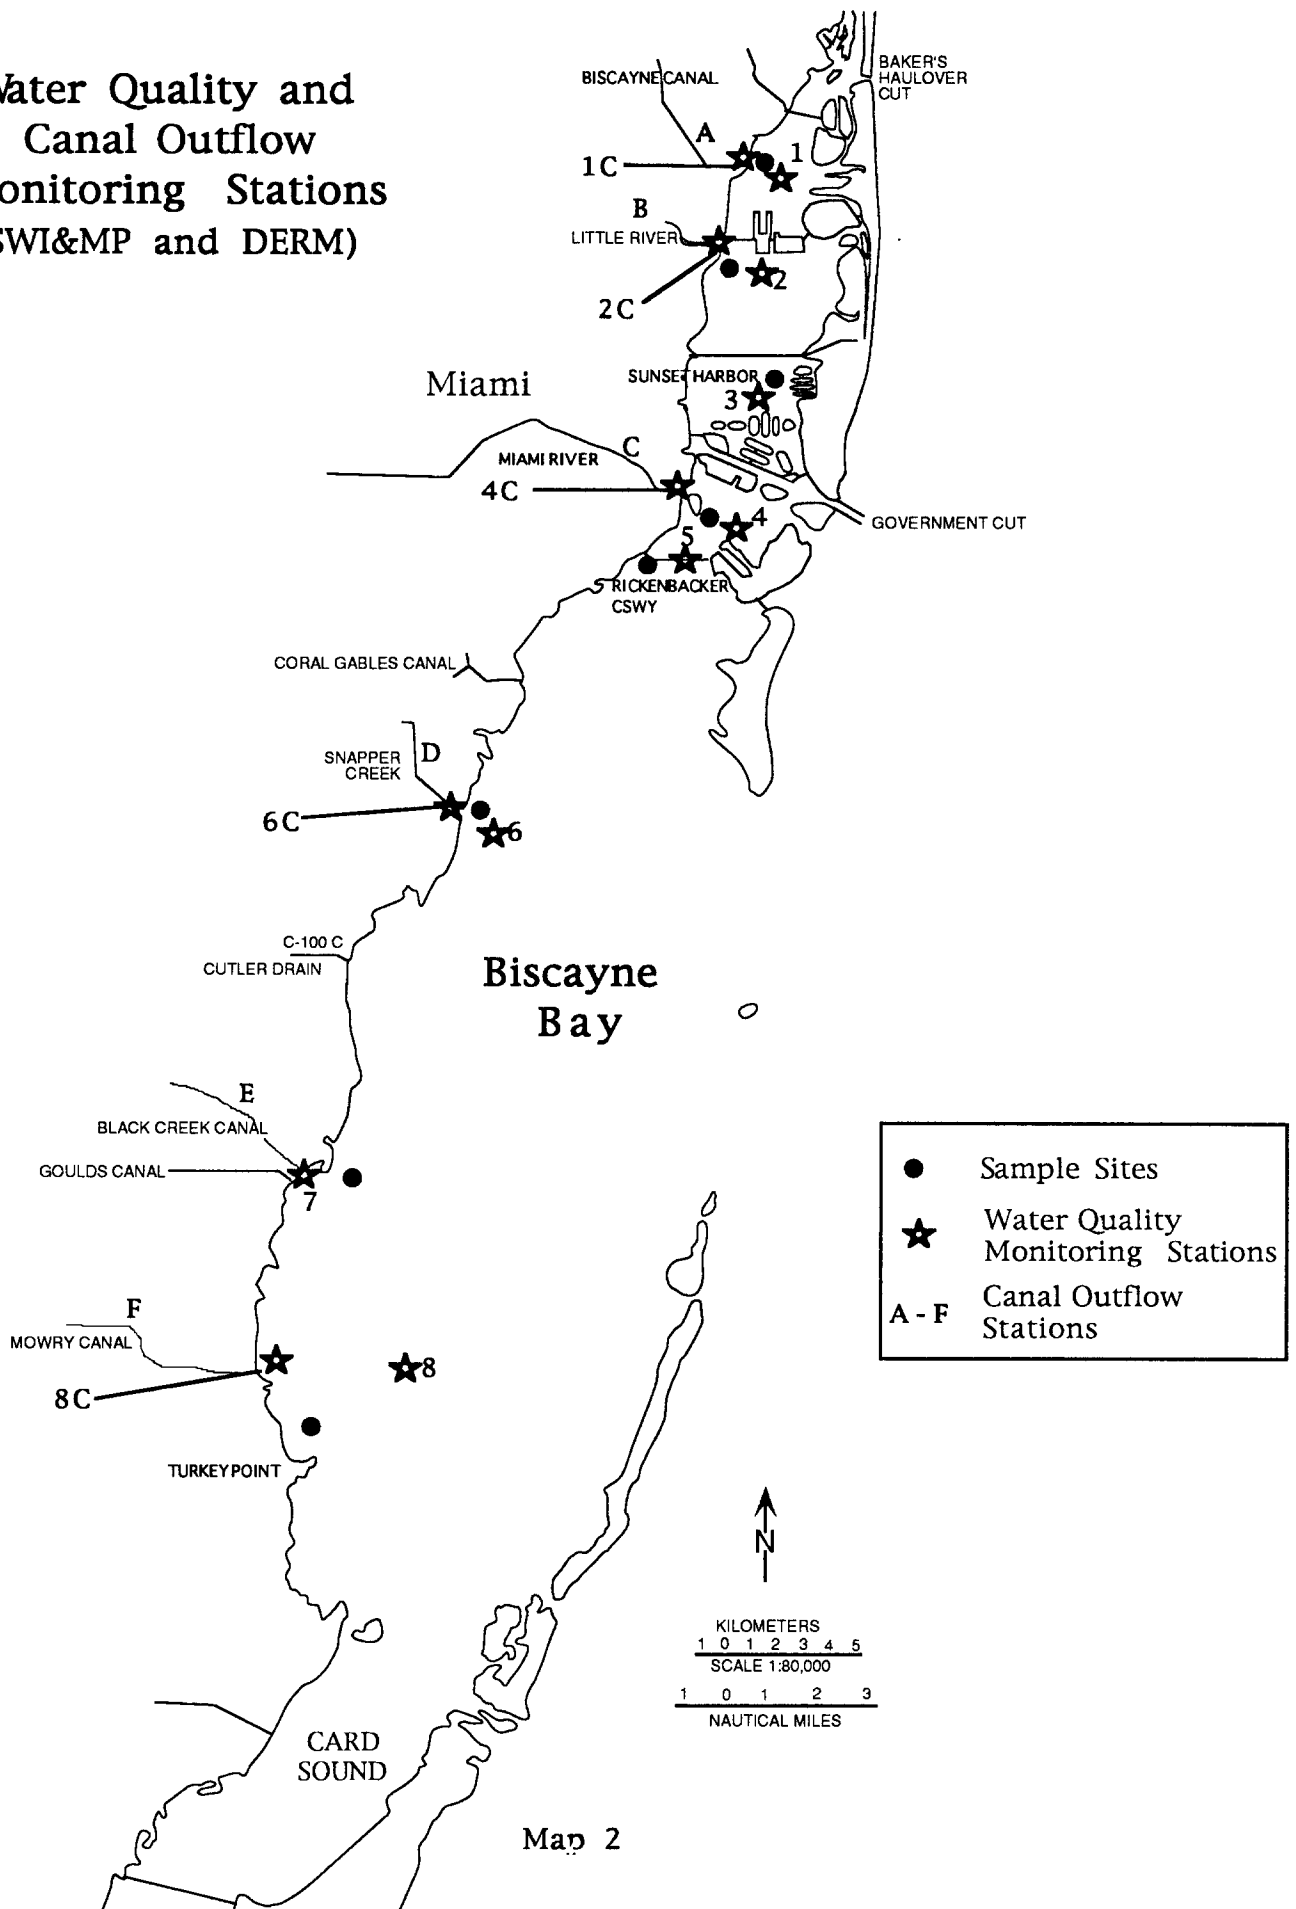 Water Quality and
Canal Outflow
Monitoring Stations
(SWI&MP and DERM)
BAKER'S
HAULOVER
CUT
BISCAYNE CANAL
A
1C
1
B
LITTLE RIVER
2
2C
Miami
SUNSET HARBOR
3
C
MIAMI RIVER
4C
4
GOVERNMENT CUT
5
RICKENBACKER
CSWY
CORAL GABLES CANAL
D
SNAPPER
CREEK
6C
6
C-100 C
CUTLER DRAIN
Biscayne
Bay
E
BLACK CREEK CANAL
GOULDS CANAL
7
Sample Sites
Water Quality
Monitoring Stations
A - F
Canal Outflow
Stations
F
MOWRY CANAL
8C
8
TURKEY POINT
N
KILOMETERS
1 0 1 2 3 4 5
SCALE 1:80,000
1 0 1 2 3
NAUTICAL MILES
CARD
SOUND
Map 2